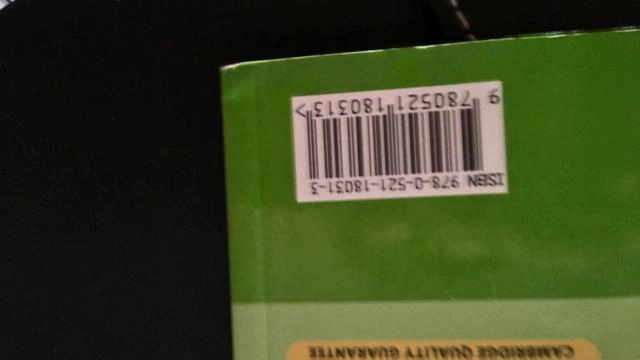 CAMBRIDGE QUALITY GUARANTEE
ISBN 978-0-521-18031-3
9 780521 180313 >